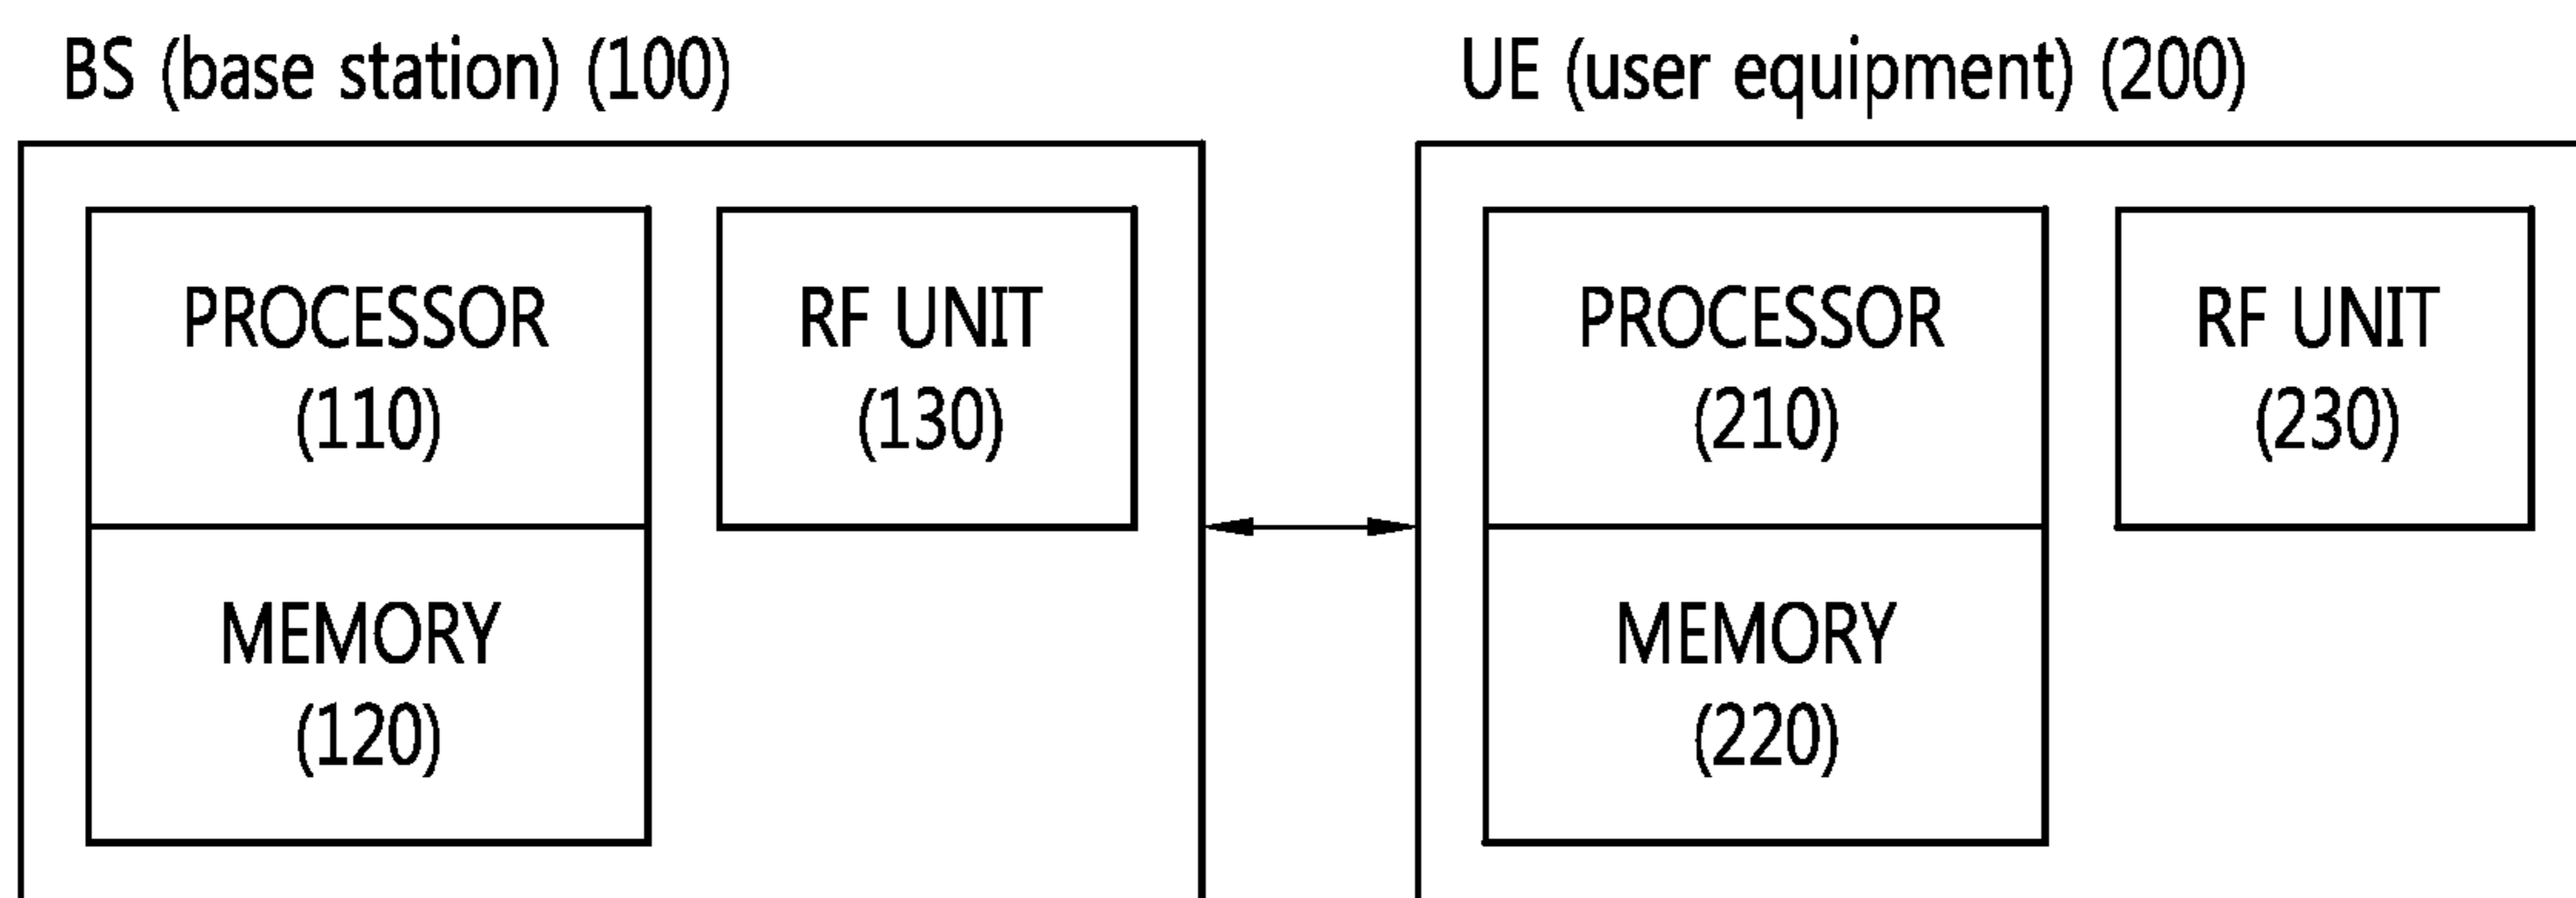 BS (base station) (100)
PROCESSOR
(110)
RF UNIT
(130)
MEMORY
(120)
UE (user equipment) (200)
PROCESSOR
(210)
RF UNIT
(230)
MEMORY
(220)